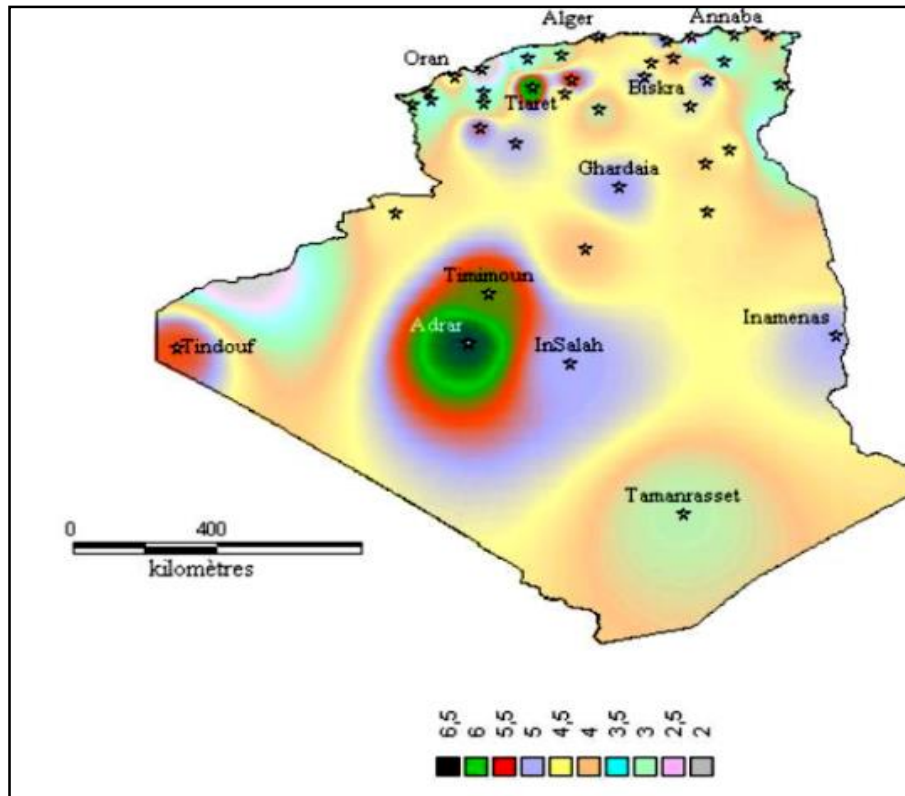 Alger
Annaba
Oran
Tiaret
Biskra
Ghardaia
Timimoun
Adrar
InSalah
Inamenas
Tindouf
Tamanrasset
0 400
kilomètres
6,5 6 5,5 5 4,5 4 3,5 3 2,5 2